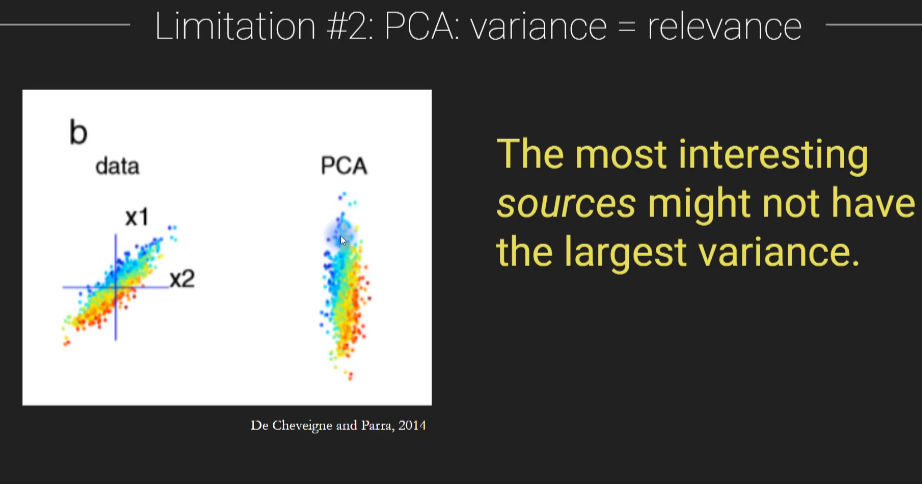 Limitation #2: PCA: variance = relevance
b
data
PCA
x1
x2
The most interesting
sources might not have
the largest variance.
De Cheveigne and Parra, 2014